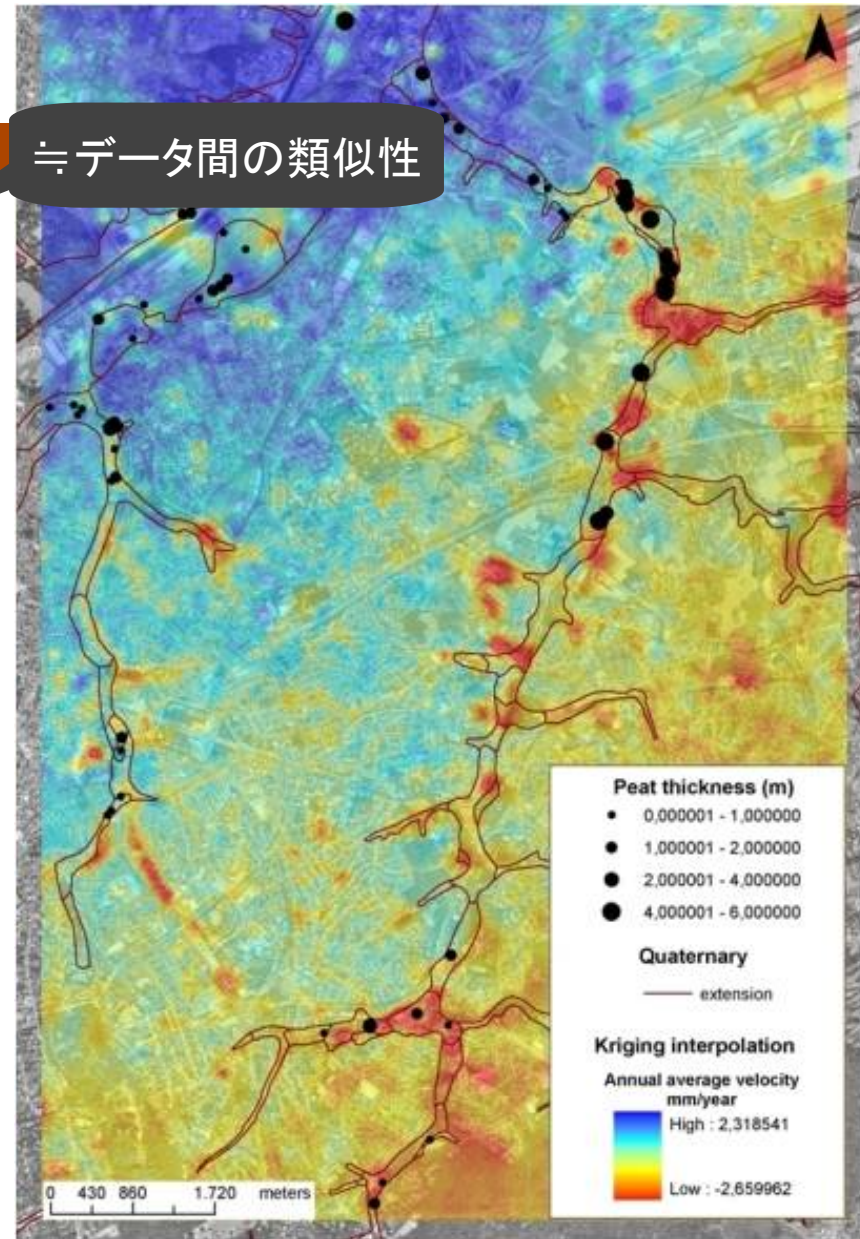 ≒データ間の類似性
Peat thickness (m)
0,000001 - 1,000000
1,000001 - 2,000000
2,000001 - 4,000000
4,000001 - 6,000000
Quaternary
extension
Kriging interpolation
Annual average velocity
mm/year
High : 2,318541
Low : -2,659962
0 430 860 1.720 meters